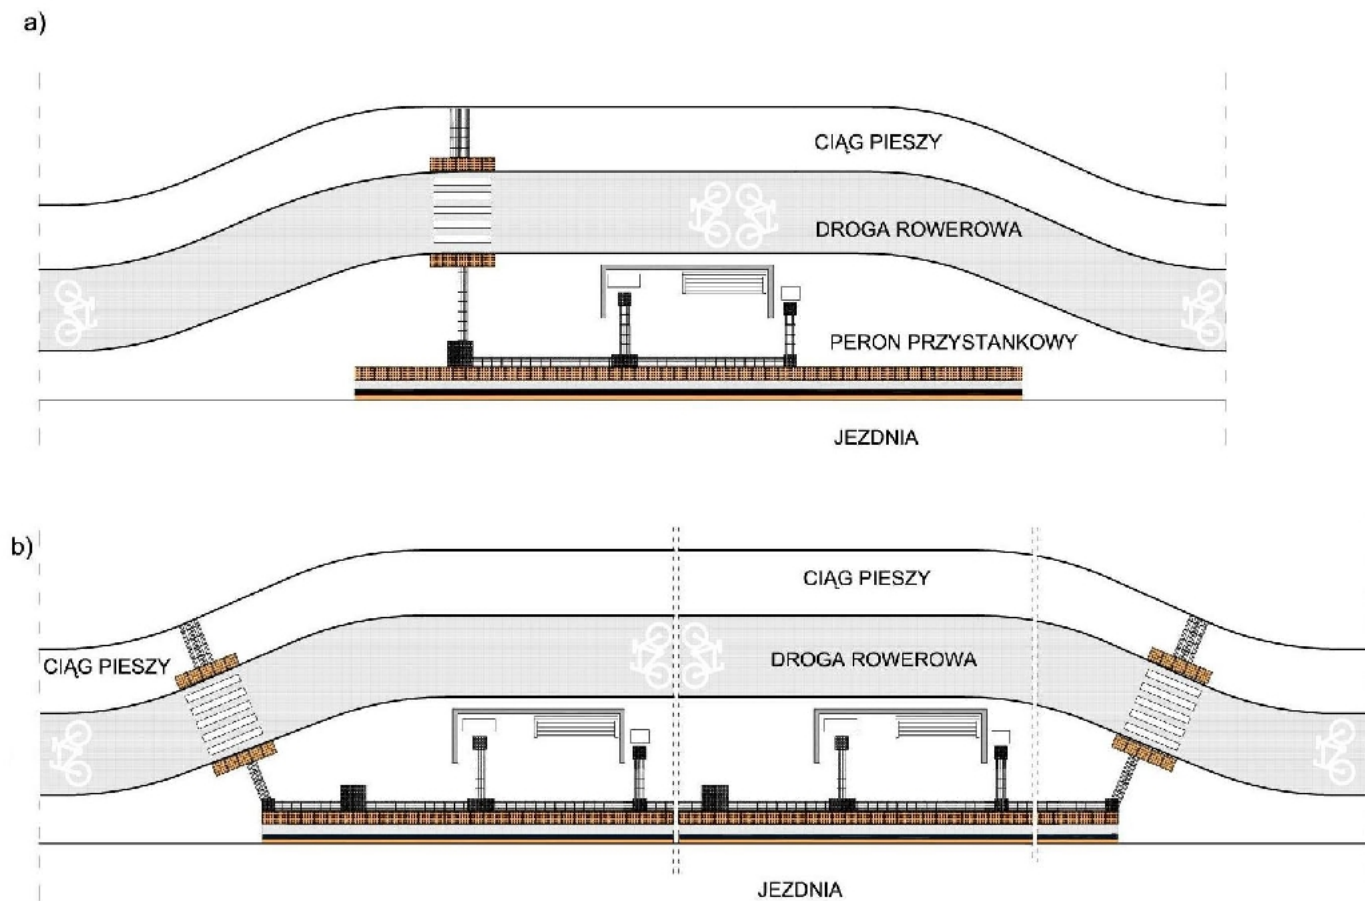 a)
CIĄG PIESZY
DROGA ROWEROWA
PERON PRZYSTANKOWY
JEZDNIA
b)
CIĄG PIESZY
CIĄG PIESZY
DROGA ROWEROWA
JEZDNIA